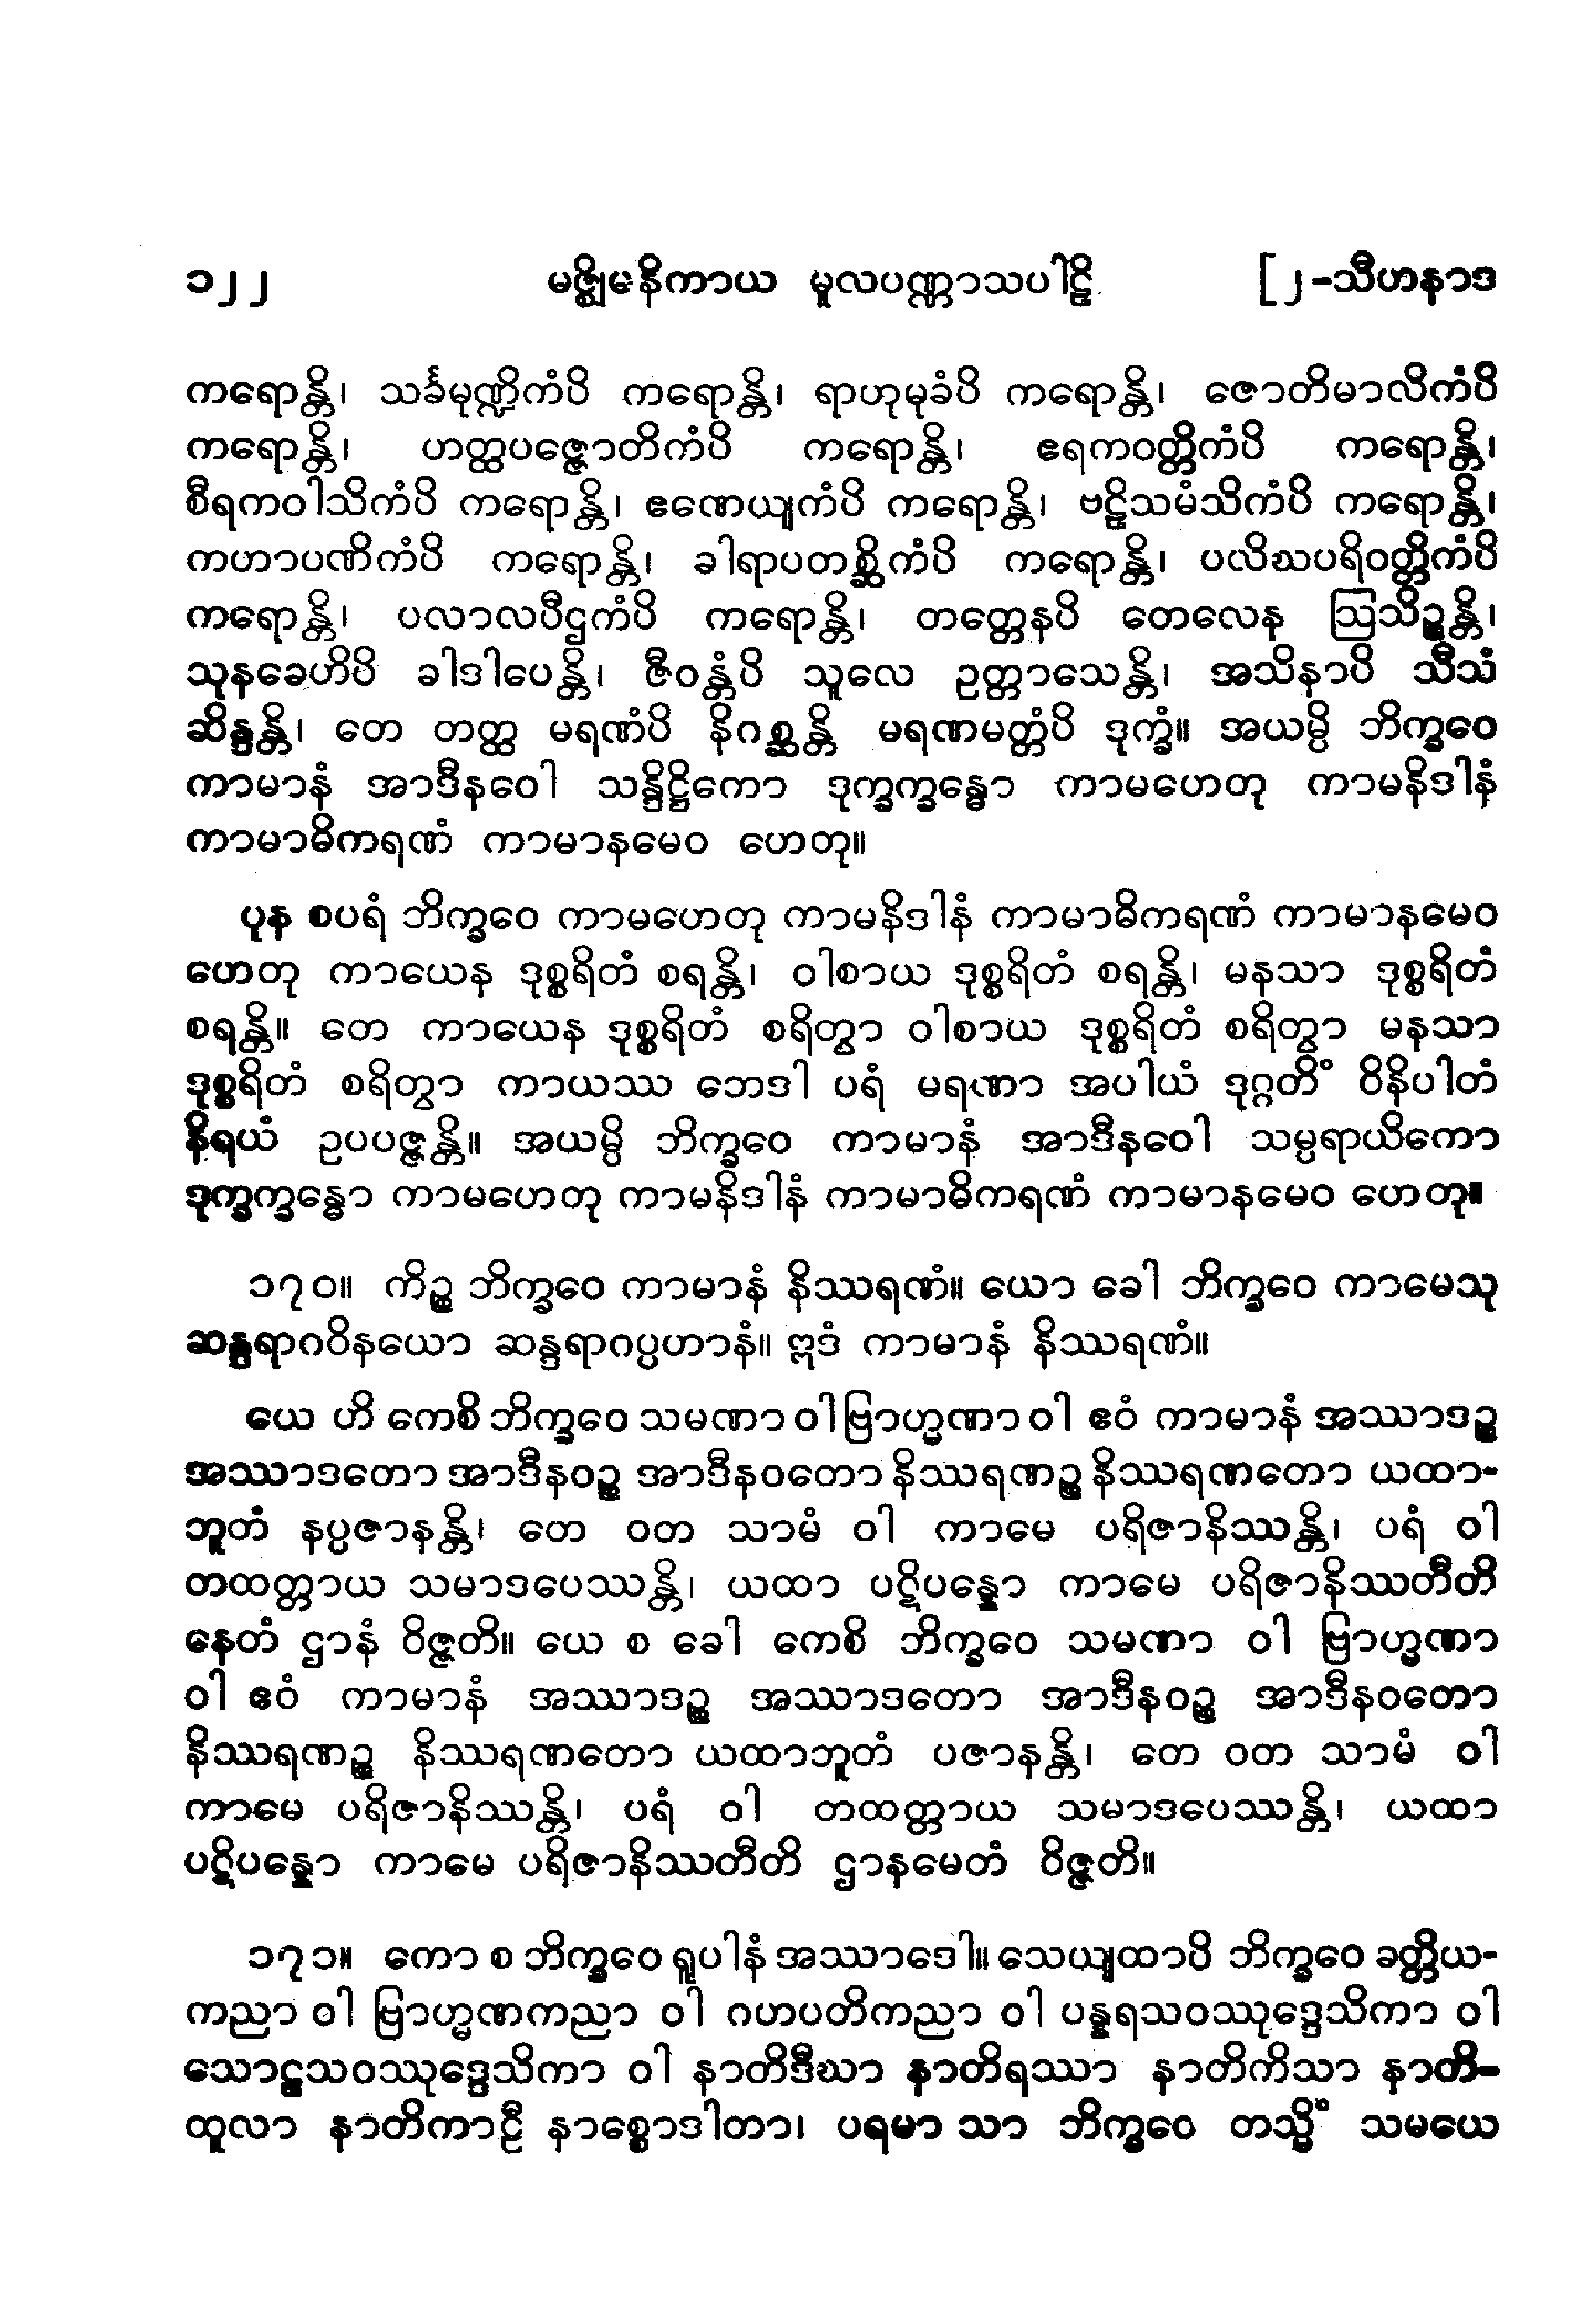 ၁၂၂ မဇ္ဈိမနိကာယ မူလပဏ္ဏာသပါဠိ [၂-သီဟနာဒ
ကရောန္တိ၊ သင်္ခမုဏ္ဍိကံပိ ကရောန္တိ၊ ရာဟုမုခံပိ ကရောန္တိ၊ ဇောတိမာလိကံပိ
ကရောန္တိ၊ ဟတ္ထပဇ္ဇောတိကံပိ ကရောန္တိ၊ ဧရကဝတ္တိကံပိ ကရောန္တိ၊
စီရကဝါသိကံပိ ကရောန္တိ၊ ဧဏေယျကံပိ ကရောန္တိ၊ ဗဠိသမံသိကံပိ ကရောန္တိ၊
ကဟာပဏိကံပိ ကရောန္တိ၊ ခါရာပတစ္ဆိကံပိ ကရောန္တိ၊ ပလိဃပရိဝတ္တိကံပိ
ကရောန္တိ၊ ပလာလပီဌကံပိ ကရောန္တိ၊ တတ္တေနပိ တေလေန ဩသိဉ္စန္တိ၊
သုနခေဟိပိ ခါဒါပေန္တိ၊ ဇီဝန္တံပိ သူလေ ဥတ္တာသေန္တိ၊ အသိနာပိ သီသံ
ဆိန္ဒန္တိ၊ တေ တတ္ထ မရဏံပိ နိဂစ္ဆန္တိ မရဏမတ္တံပိ ဒုက္ခံ။ အယမ္ပိ ဘိက္ခဝေ
ကာမာနံ အာဒီနဝေါ သန္ဒိဋ္ဌိကော ဒုက္ခက္ခန္ဓော ကာမဟေတု ကာမနိဒါနံ
ကာမာဓိကရဏံ ကာမာနမေဝ ဟေတု။
ပုန စပရံ ဘိက္ခဝေ ကာမဟေတု ကာမနိဒါနံ ကာမာဓိကရဏံ ကာမာနမေဝ
ဟေတု ကာယေန ဒုစ္စရိတံ စရန္တိ၊ ဝါစာယ ဒုစ္စရိတံ စရန္တိ၊ မနသာ ဒုစ္စရိတံ
စရန္တိ။ တေ ကာယေန ဒုစ္စရိတံ စရိတွာ ဝါစာယ ဒုစ္စရိတံ စရိတွာ မနသာ
ဒုစ္စရိတံ စရိတွာ ကာယဿ ဘေဒါ ပရံ မရဏာ အပါယံ ဒုဂ္ဂတိံ ဝိနိပါတံ
နိရယံ ဥပပဇ္ဇန္တိ။ အယမ္ပိ ဘိက္ခဝေ ကာမာနံ အာဒီနဝေါ သမ္ပရာယိကော
ဒုက္ခက္ခန္ဓော ကာမဟေတု ကာမနိဒါနံ ကာမာဓိကရဏံ ကာမာနမေဝ ဟေတု။
၁၇၀။ ကိဉ္စ ဘိက္ခဝေ ကာမာနံ နိဿရဏံ။ ယော ခေါ ဘိက္ခဝေ ကာမေသု
ဆန္ဒရာဂဝိနယော ဆန္ဒရာဂပ္ပဟာနံ။ ဣဒံ ကာမာနံ နိဿရဏံ။
ယေ ဟိ ကေစိ ဘိက္ခဝေ သမဏာ ဝါ ဗြာဟ္မဏာ ဝါ ဧဝံ ကာမာနံ အဿာဒဉ္စ
အဿာဒတော အာဒီနဝဉ္စ အာဒီနဝတော နိဿရဏဉ္စ နိဿရဏတော ယထာ-
ဘူတံ နပ္ပဇာနန္တိ၊ တေ ဝတ သာမံ ဝါ ကာမေ ပရိဇာနိဿန္တိ၊ ပရံ ဝါ
တထတ္တာယ သမာဒပေဿန္တိ၊ ယထာ ပဋိပန္နော ကာမေ ပရိဇာနိဿတီတိ
နေတံ ဌာနံ ဝိဇ္ဇတိ။ ယေ စ ခေါ ကေစိ ဘိက္ခဝေ သမဏာ ဝါ ဗြာဟ္မဏာ
ဝါ ဧဝံ ကာမာနံ အဿာဒဉ္စ အဿာဒတော အာဒီနဝဉ္စ အာဒီနဝတော
နိဿရဏဉ္စ နိဿရဏတော ယထာဘူတံ ပဇာနန္တိ၊ တေ ဝတ သာမံ ဝါ
ကာမေ ပရိဇာနိဿန္တိ၊ ပရံ ဝါ တထတ္တာယ သမာဒပေဿန္တိ၊ ယထာ
ပဋိပန္နော ကာမေ ပရိဇာနိဿတီတိ ဌာနမေတံ ဝိဇ္ဇတိ။
၁၇၁။ ကော စ ဘိက္ခဝေ ရူပါနံ အဿာဒေါ။ သေယျထာပိ ဘိက္ခဝေ ခတ္တိယ-
ကညာ ဝါ ဗြာဟ္မဏကညာ ဝါ ဂဟပတိကညာ ဝါ ပန္နရသဝဿုဒ္ဒေသိကာ ဝါ
သောဠသဝဿုဒ္ဒေသိကာ ဝါ နာတိဒီဃာ နာတိရဿာ နာတိကိသာ နာတိ-
ထူလာ နာတိကာဠီ နာစ္စောဒါတာ၊ ပရမာ သာ ဘိက္ခဝေ တသ္မိံ သမယေ